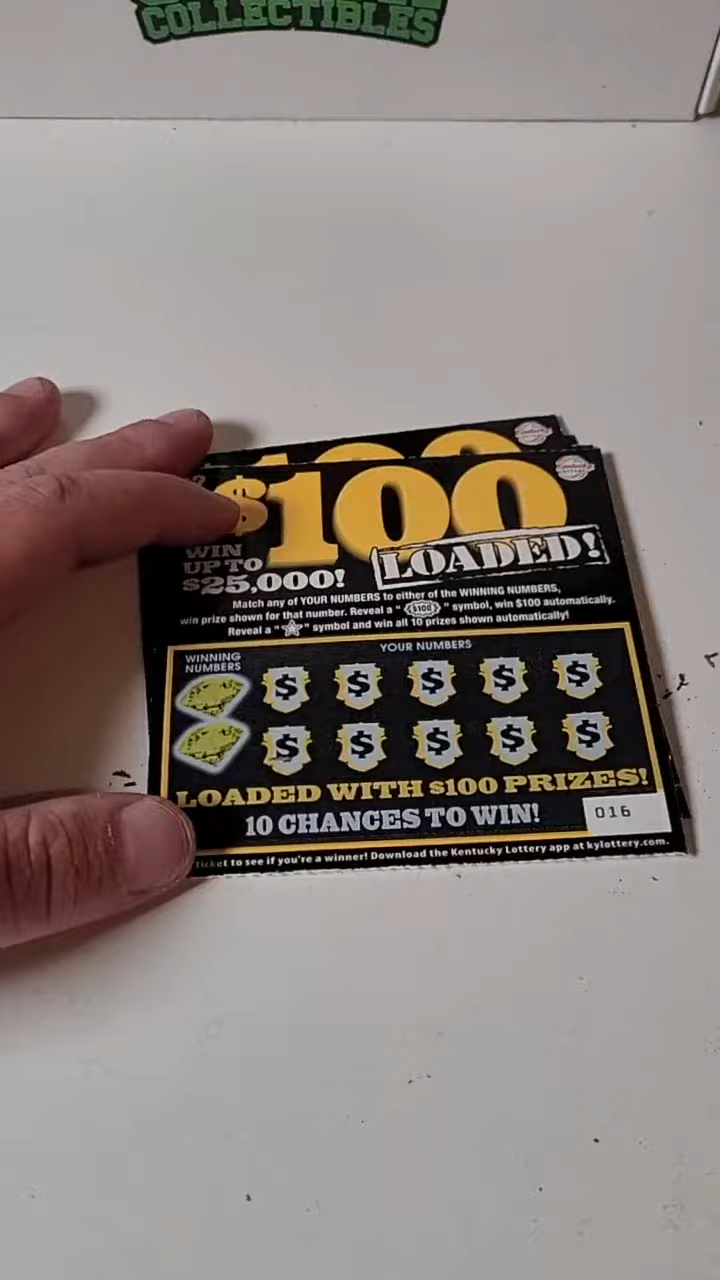 COLLECTIBLES
100
Kentucky
$100
Kentucky
WIN
UP TO
$25,000!
LOADED!
Match any of YOUR NUMBERS to either of the WINNING NUMBERS,
win prize shown for that number. Reveal a "$100" symbol, win $100 automatically.
Reveal a " " symbol and win all 10 prizes shown automatically!
WINNING
NUMBERS
YOUR NUMBERS
$ $ $ $ $
$ $ $ $ $
LOADED WITH $100 PRIZES!
10 CHANCES TO WIN!
016
ticket to see if you're a winner! Download the Kentucky Lottery app at kylottery.com.